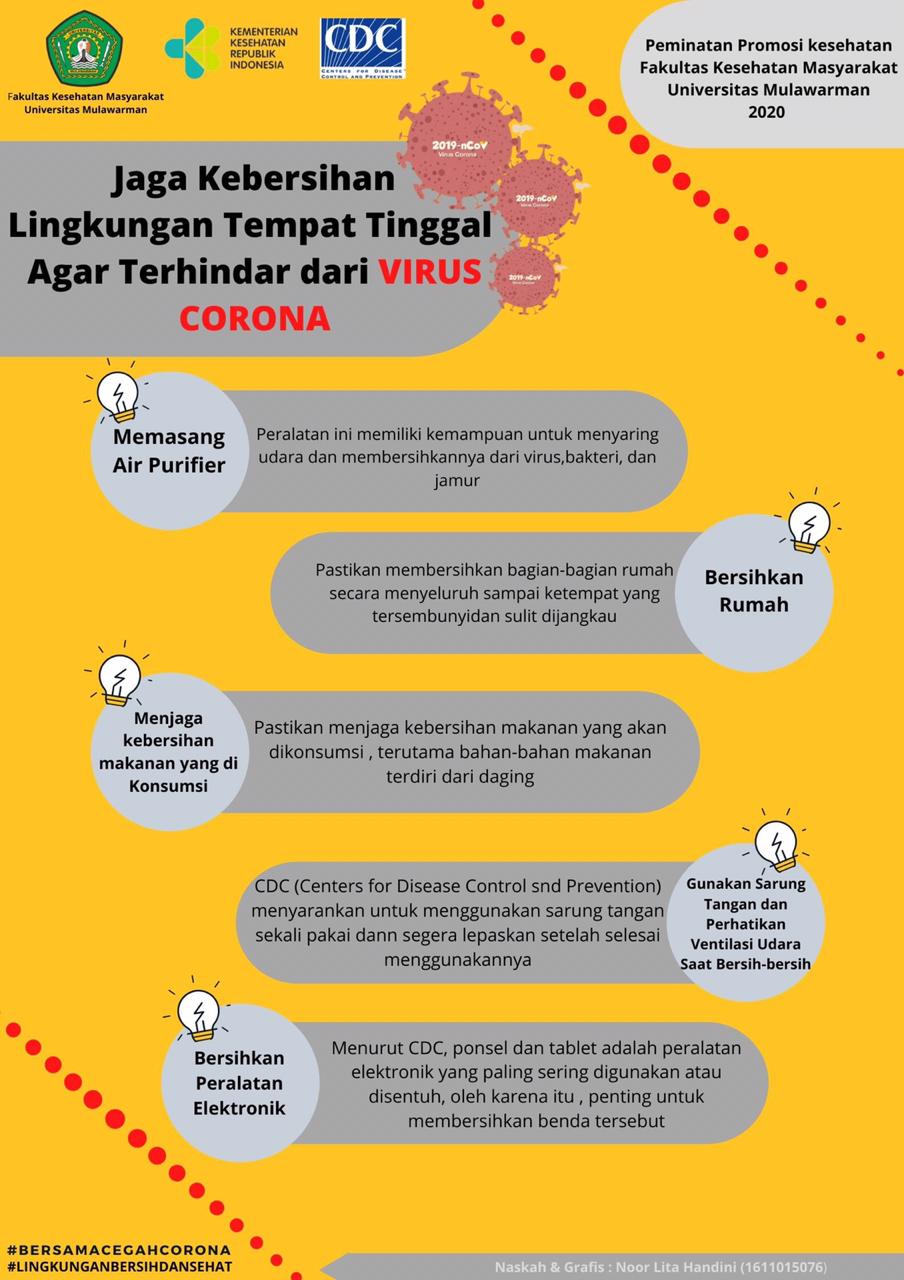 Fakultas Kesehatan Masyarakat
Universitas Mulawarman
KEMENTERIAN
KESEHATAN
REPUBLIK
INDONESIA
CDC
CENTERS FOR DISEASE
CONTROL AND PREVENTION
Peminatan Promosi kesehatan
Fakultas Kesehatan Masyarakat
Universitas Mulawarman
2020
2019-nCoV
Virus Corona
2019-nCoV
Virus Corona
2019-nCoV
Virus Corona
Jaga Kebersihan
Lingkungan Tempat Tinggal
Agar Terhindar dari VIRUS
CORONA
Memasang
Air Purifier
Peralatan ini memiliki kemampuan untuk menyaring
udara dan membersihkannya dari virus,bakteri, dan
jamur
Pastikan membersihkan bagian-bagian rumah
secara menyeluruh sampai ketempat yang
tersembunyidan sulit dijangkau
Bersihkan
Rumah
Menjaga
kebersihan
makanan yang di
Konsumsi
Pastikan menjaga kebersihan makanan yang akan
dikonsumsi , terutama bahan-bahan makanan
terdiri dari daging
CDC (Centers for Disease Control snd Prevention)
menyarankan untuk menggunakan sarung tangan
sekali pakai dann segera lepaskan setelah selesai
menggunakannya
Gunakan Sarung
Tangan dan
Perhatikan
Ventilasi Udara
Saat Bersih-bersih
Bersihkan
Peralatan
Elektronik
Menurut CDC, ponsel dan tablet adalah peralatan
elektronik yang paling sering digunakan atau
disentuh, oleh karena itu , penting untuk
membersihkan benda tersebut
#BERSAMACEGAHCORONA
#LINGKUNGANBERSIHDANSEHAT
Naskah & Grafis : Noor Lita Handini (1611015076)